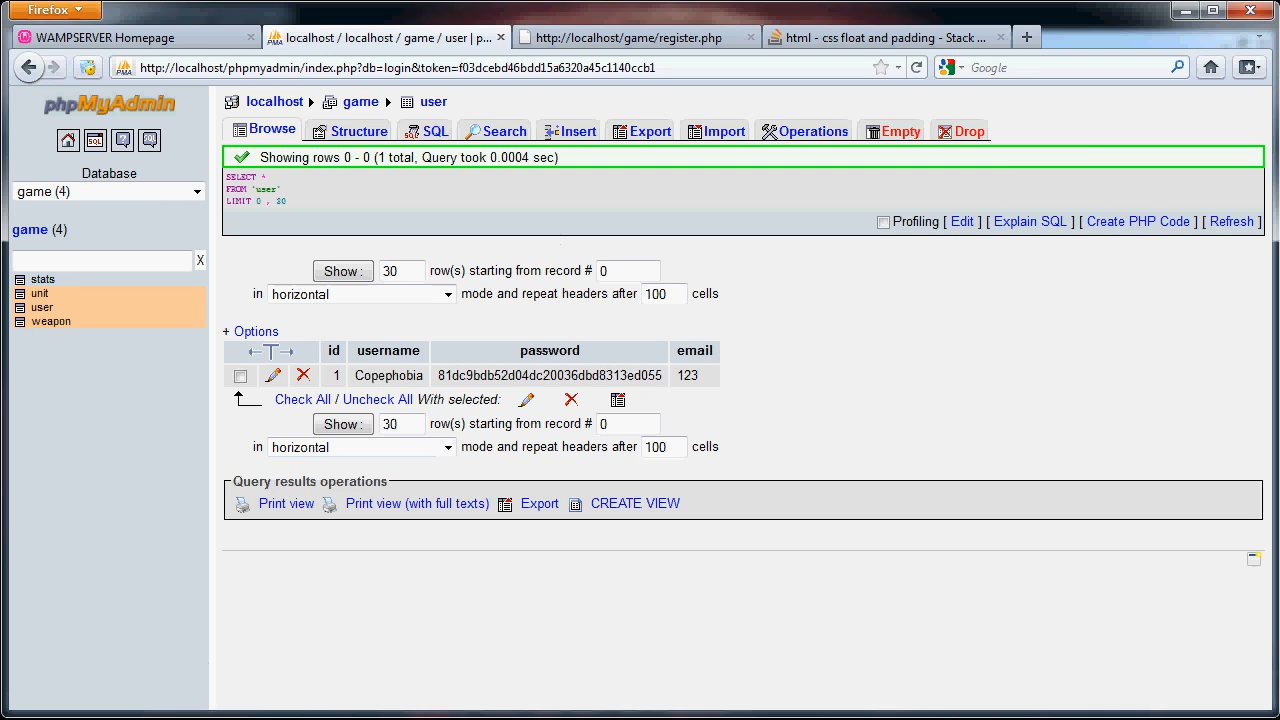 Firefox
WAMPSERVER Homepage
localhost / localhost / game / user | p...
http://localhost/game/register.php
html - css float and padding - Stack ...
http://localhost/phpmyadmin/index.php?db=login&token=f03dcebd46bdd15a6320a45c1140ccb1
Google
phpMyAdmin
localhost game user
Browse Structure SQL Search Insert Export Import Operations Empty Drop
Database
game (4)
game (4)
X
stats
unit
user
weapon
Showing rows 0 - 0 (1 total, Query took 0.0004 sec)
SELECT *
FROM `user`
LIMIT 0 , 30
Profiling [ Edit ] [ Explain SQL ] [ Create PHP Code ] [ Refresh ]
Show : 30 row(s) starting from record # 0
in horizontal mode and repeat headers after 100 cells
+ Options
←T→ id username password email
1 Copephobia 81dc9bdb52d04dc20036dbd8313ed055 123
Check All / Uncheck All With selected:
Show : 30 row(s) starting from record # 0
in horizontal mode and repeat headers after 100 cells
Query results operations
Print view Print view (with full texts) Export CREATE VIEW